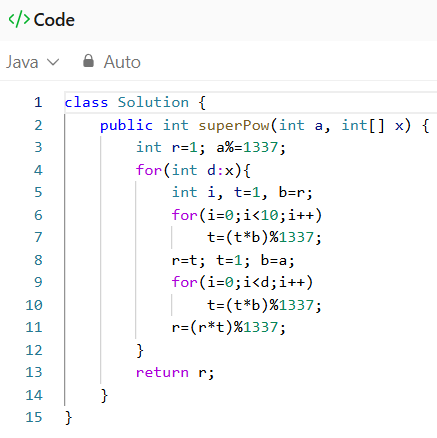 </> Code
Java Auto
1 class Solution {
2 public int superPow(int a, int[] x) {
3 int r=1; a%=1337;
4 for(int d:x){
5 int i, t=1, b=r;
6 for(i=0;i<10;i++)
7 t=(t*b)%1337;
8 r=t; t=1; b=a;
9 for(i=0;i<d;i++)
10 t=(t*b)%1337;
11 r=(r*t)%1337;
12 }
13 return r;
14 }
15 }